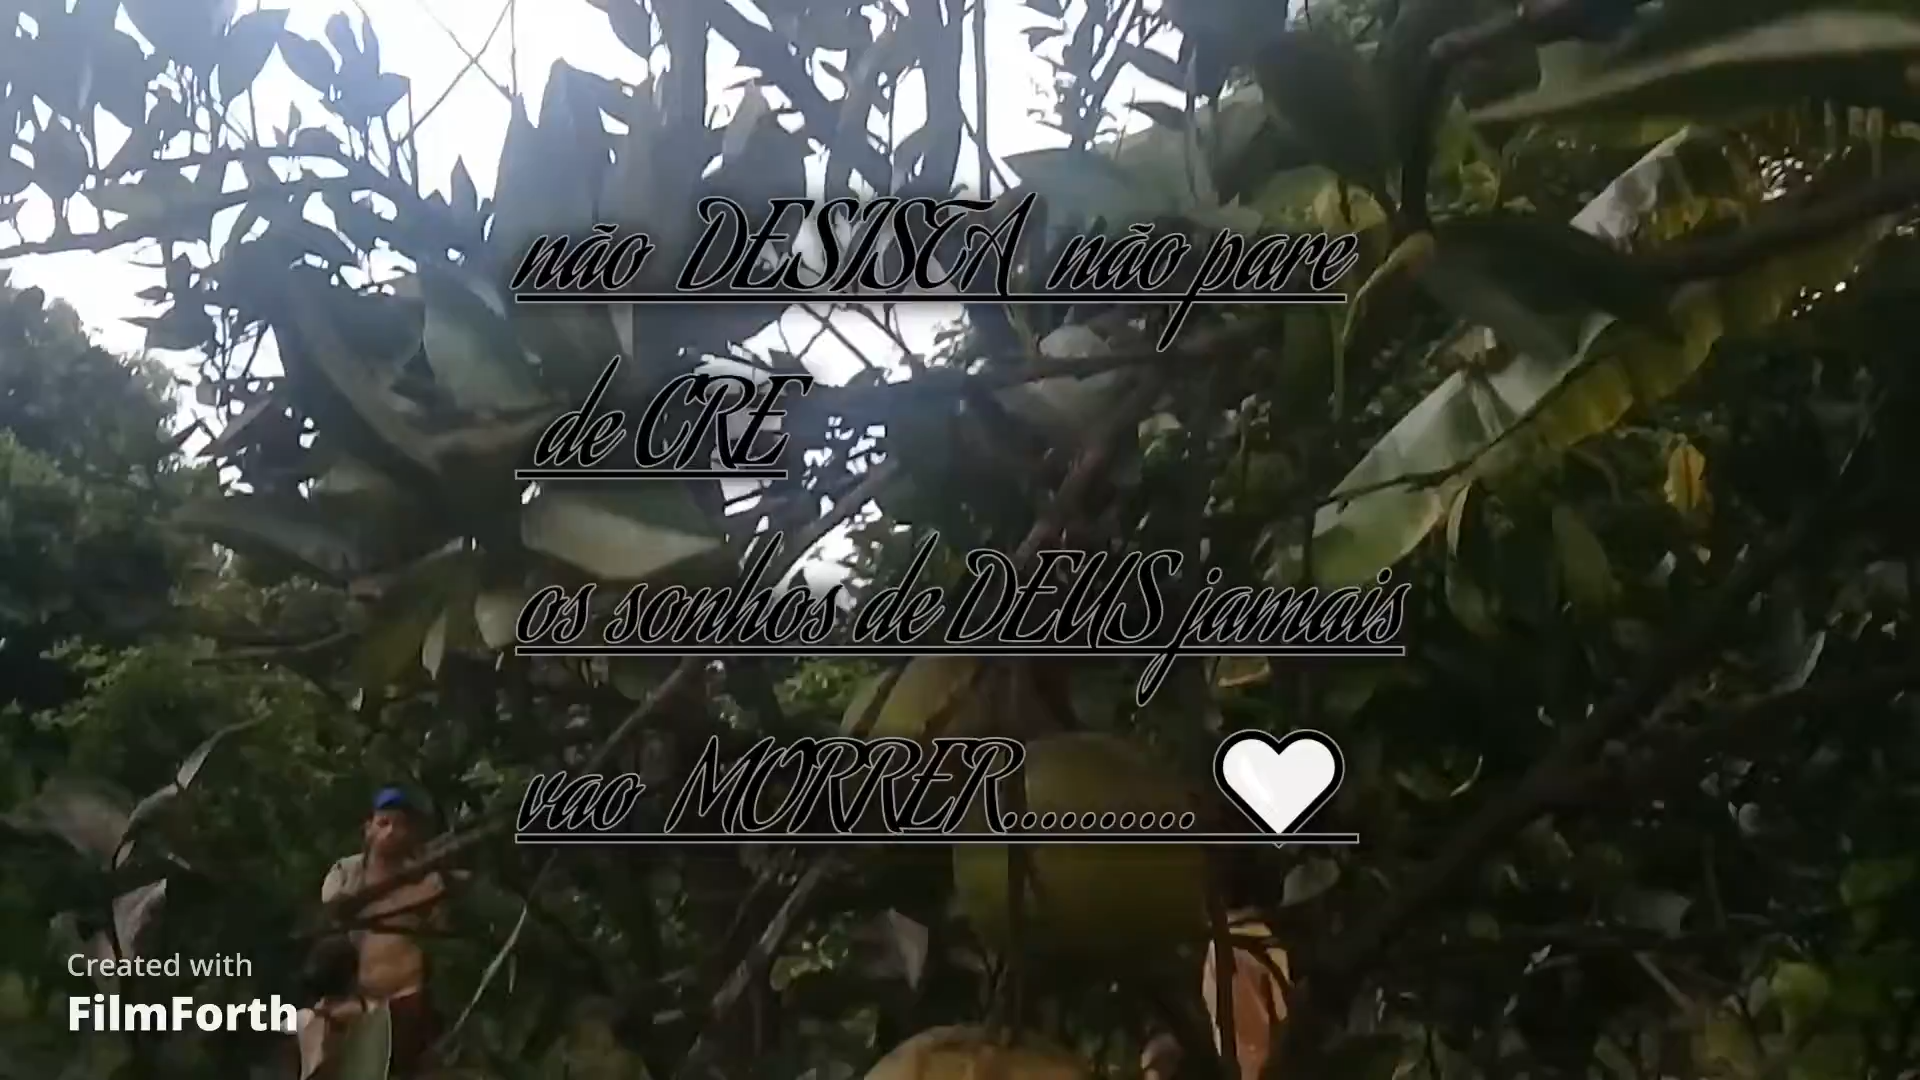 não DESISTA não pare
de CRE
os sonhos de DEUS jamais
vao MORRER.......... 🤍
Created with
FilmForth